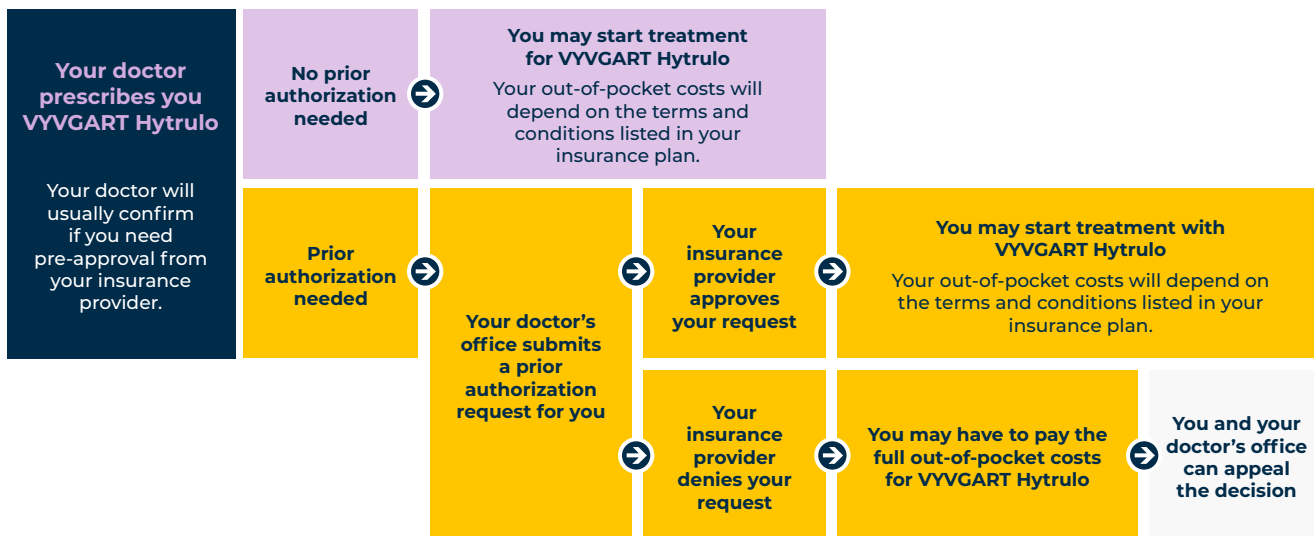 Your doctor
prescribes you
VYVGART Hytrulo
Your doctor will
usually confirm
if you need
pre-approval from
your insurance
provider.
No prior
authorization
needed
You may start treatment
for VYVGART Hytrulo
Your out-of-pocket costs will
depend on the terms and
conditions listed in your
insurance plan.
Prior
authorization
needed
Your doctor’s
office submits
a prior
authorization
request for you
Your
insurance
provider
approves
your request
You may start treatment with
VYVGART Hytrulo
Your out-of-pocket costs will depend on
the terms and conditions listed in your
insurance plan.
Your
insurance
provider
denies your
request
You may have to pay the
full out-of-pocket costs
for VYVGART Hytrulo
You and your
doctor’s office
can appeal
the decision